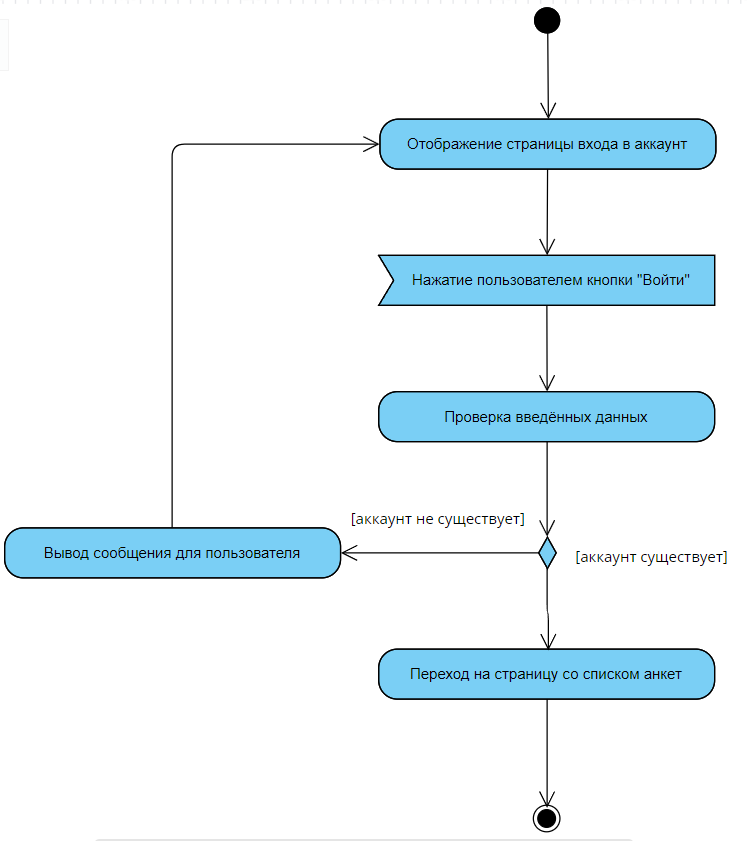 Отображение страницы входа в аккаунт
Нажатие пользователем кнопки "Войти"
Проверка введённых данных
[аккаунт не существует]
Вывод сообщения для пользователя
[аккаунт существует]
Переход на страницу со списком анкет